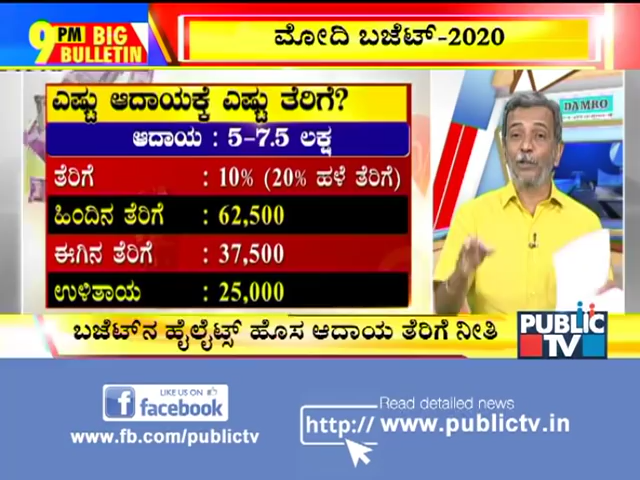 9 PM BIG BULLETIN
ಮೋದಿ ಬಜೆಟ್-2020
ಎಷ್ಟು ಆದಾಯಕ್ಕೆ ಎಷ್ಟು ತೆರಿಗೆ?
ಆದಾಯ : 5-7.5 ಲಕ್ಷ
ತೆರಿಗೆ : 10% (20% ಹಳೆ ತೆರಿಗೆ)
ಹಿಂದಿನ ತೆರಿಗೆ : 62,500
ಈಗಿನ ತೆರಿಗೆ : 37,500
ಉಳಿತಾಯ : 25,000
DAMRO
ಬಜೆಟ್‌ನ ಹೈಲೈಟ್ಸ್ ಹೊಸ ಆದಾಯ ತೆರಿಗೆ ನೀತಿ
PUBLIC
TV
LIKE US ON
facebook
www.fb.com/publictv
Read detailed news
http:// www.publictv.in